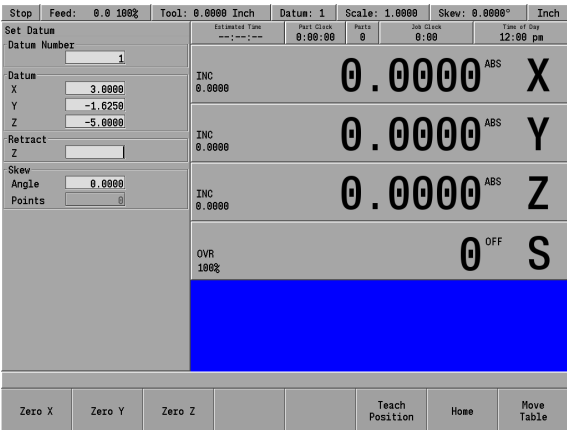 Stop Feed: 0.0 100% Tool: 0.0000 Inch Datum: 1 Scale: 1.0000 Skew: 0.0000° Inch
Set Datum
Datum Number
1
Datum
X 3.0000
Y -1.6250
Z -5.0000
Retract
Z
Skew
Angle 0.0000
Points 0
Estimated Time Part Clock Parts Job Clock Time of Day
--:--:-- 0:00:00 0 0:00 12:00 pm
INC
0.0000
0.0000 ABS X
INC
0.0000
0.0000 ABS Y
INC
0.0000
0.0000 ABS Z
OVR
100%
0 OFF S
Zero X Zero Y Zero Z Teach Position Home Move Table